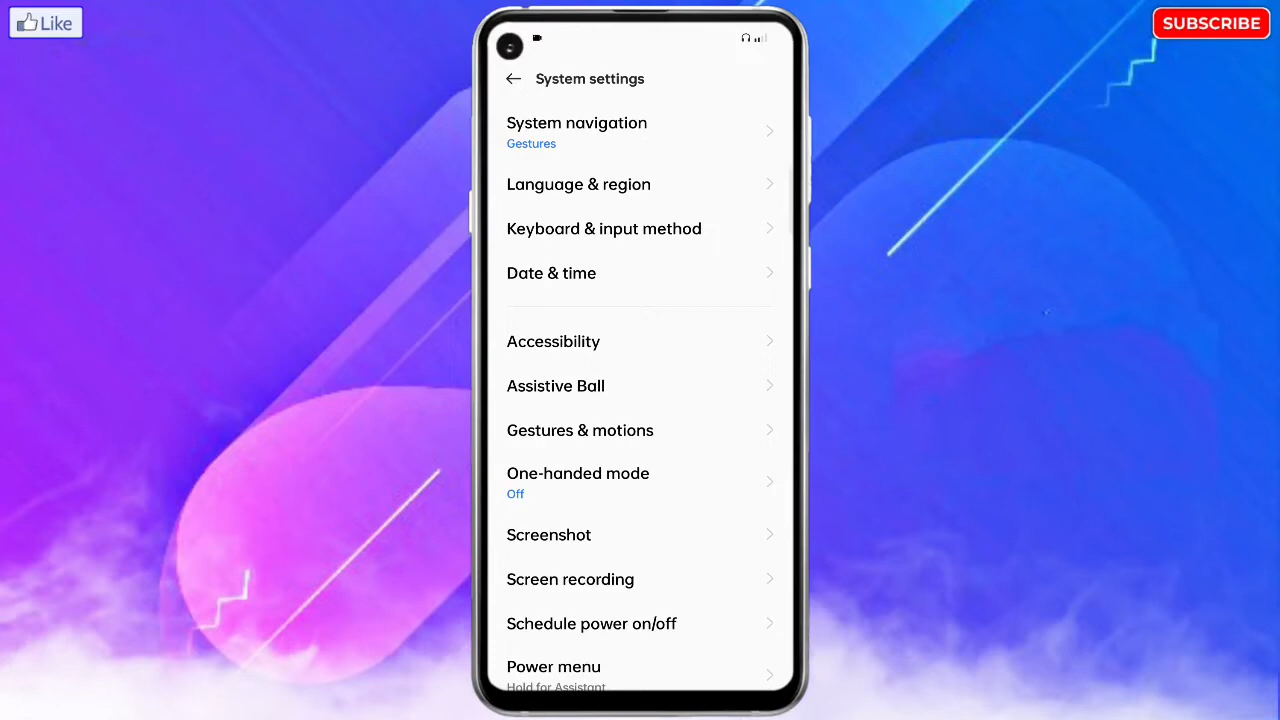 Like
SUBSCRIBE
System settings
System navigation
Gestures
Language & region
Keyboard & input method
Date & time
Accessibility
Assistive Ball
Gestures & motions
One-handed mode
Off
Screenshot
Screen recording
Schedule power on/off
Power menu
Hold for Assistant